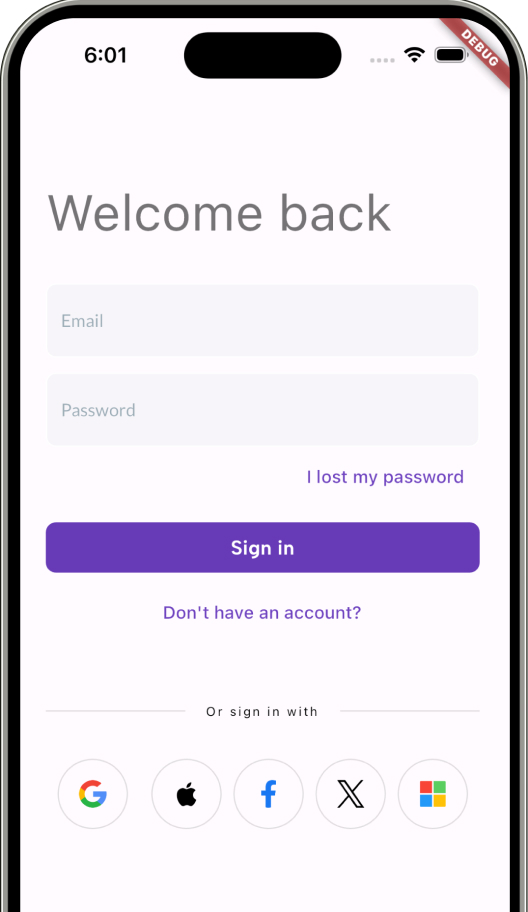 6:01
DEBUG
Welcome back
Email
Password
I lost my password
Sign in
Don't have an account?
Or sign in with